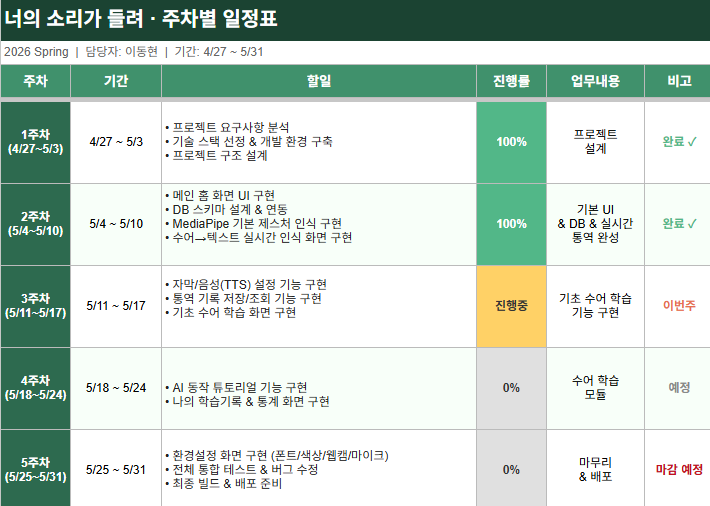 너의 소리가 들려 · 주차별 일정표
2026 Spring | 담당자: 이동현 | 기간: 4/27 ~ 5/31
주차 기간 할일 진행률 업무내용 비고
1주차
(4/27~5/3)
4/27 ~ 5/3
• 프로젝트 요구사항 분석
• 기술 스택 선정 & 개발 환경 구축
• 프로젝트 구조 설계
100%
프로젝트
설계
완료 ✓
2주차
(5/4~5/10)
5/4 ~ 5/10
• 메인 홈 화면 UI 구현
• DB 스키마 설계 & 연동
• MediaPipe 기본 제스처 인식 구현
• 수어→텍스트 실시간 인식 화면 구현
100%
기본 UI
& DB & 실시간
통역 완성
완료 ✓
3주차
(5/11~5/17)
5/11 ~ 5/17
• 자막/음성(TTS) 설정 기능 구현
• 통역 기록 저장/조회 기능 구현
• 기초 수어 학습 화면 구현
진행중
기초 수어 학습
기능 구현
이번주
4주차
(5/18~5/24)
5/18 ~ 5/24
• AI 동작 튜토리얼 기능 구현
• 나의 학습기록 & 통계 화면 구현
0%
수어 학습
모듈
예정
5주차
(5/25~5/31)
5/25 ~ 5/31
• 환경설정 화면 구현 (폰트/색상/웹캠/마이크)
• 전체 통합 테스트 & 버그 수정
• 최종 빌드 & 배포 준비
0%
마무리
& 배포
마감 예정